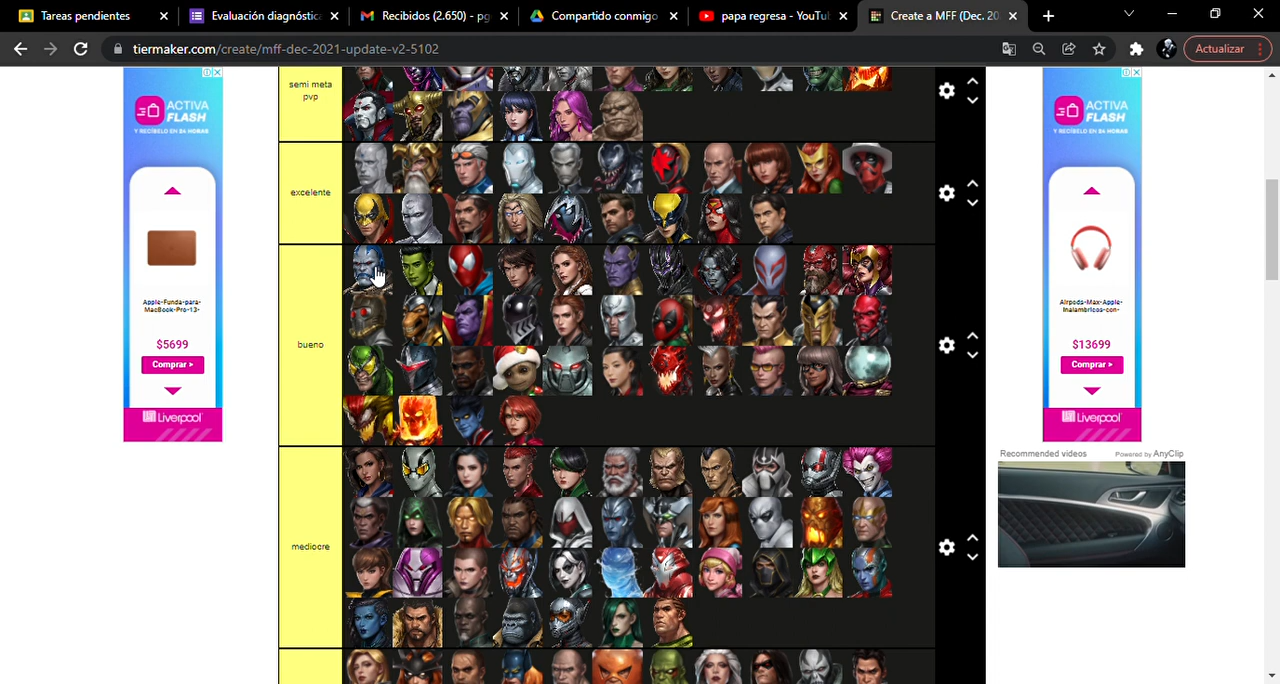 Tareas pendientes
Evaluación diagnóstica
Recibidos (2.650) - pg
Compartido conmigo
papa regresa - YouTu
Create a MFF (Dec. 20
tiermaker.com/create/mff-dec-2021-update-v2-5102
Actualizar
ACTIVA
FLASH
Y RECÍBELO EN 24 HORAS
Apple-Funda-para-
MacBook-Pro-13-
$5699
Comprar >
Liverpool
semi meta
pvp
excelente
bueno
mediocre
ACTIVA
FLASH
Y RECÍBELO EN 24 HORAS
Airpods-Max-Apple-
Inalambricos-con-
$13699
Comprar >
Liverpool
Recommended videos
Powered by AnyClip